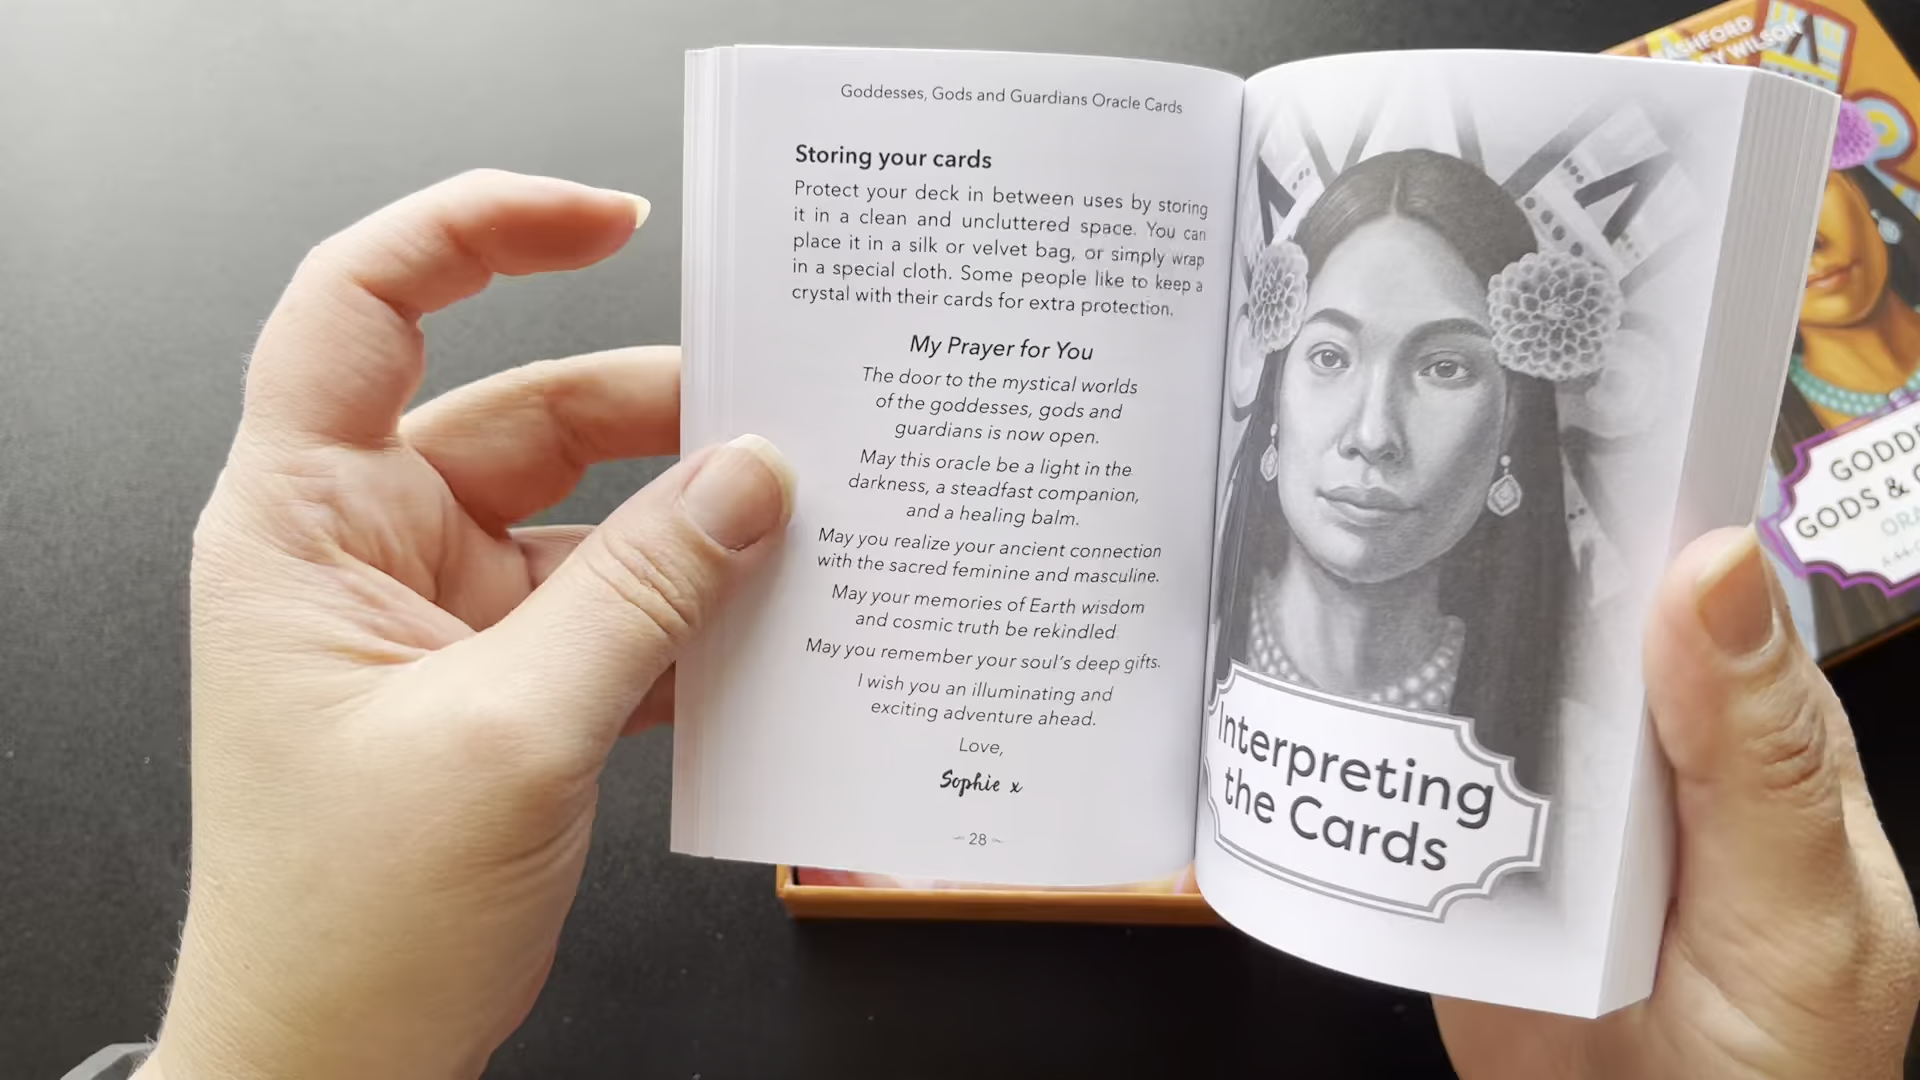 Goddesses, Gods and Guardians Oracle Cards
Storing your cards
Protect your deck in between uses by storing
it in a clean and uncluttered space. You can
place it in a silk or velvet bag, or simply wrap
in a special cloth. Some people like to keep a
crystal with their cards for extra protection.
My Prayer for You
The door to the mystical worlds
of the goddesses, gods and
guardians is now open.
May this oracle be a light in the
darkness, a steadfast companion,
and a healing balm.
May you realize your ancient connection
with the sacred feminine and masculine.
May your memories of Earth wisdom
and cosmic truth be rekindled.
May you remember your soul's deep gifts.
I wish you an illuminating and
exciting adventure ahead.
Love,
Sophie x
28
Interpreting
the Cards
ASHFORD
WILSON
GODS &